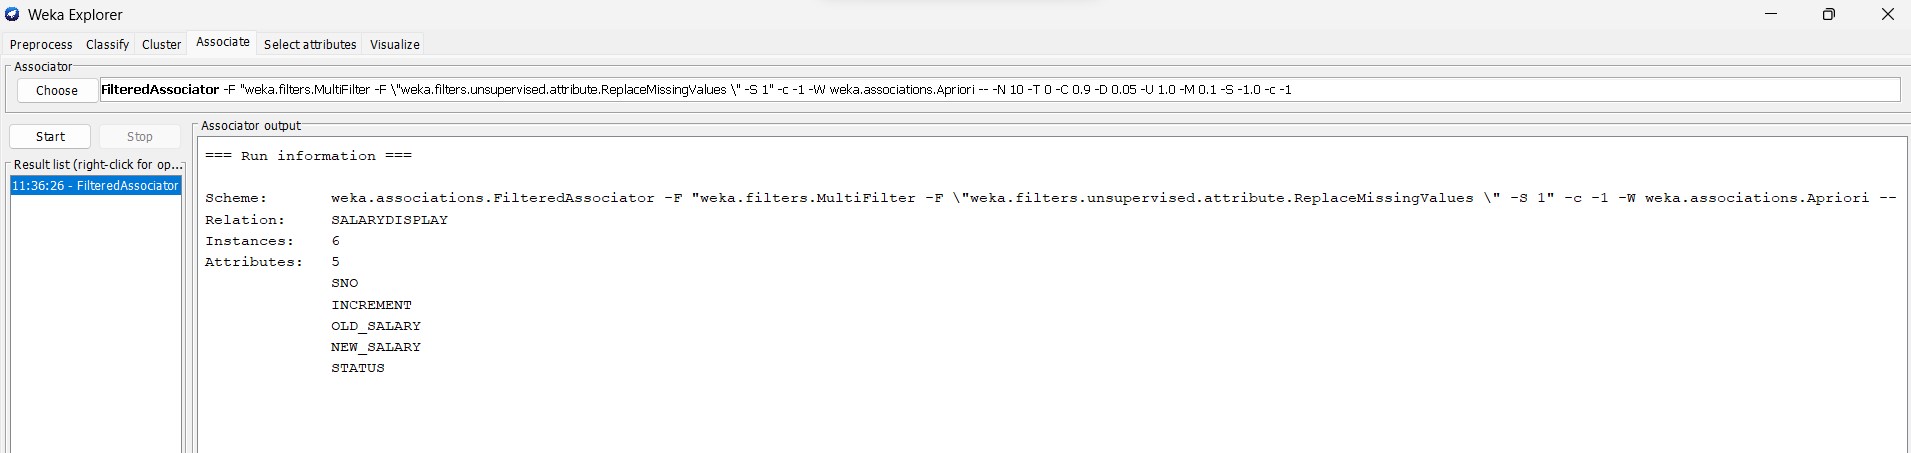 Weka Explorer
Preprocess Classify Cluster Associate Select attributes Visualize
Associator
Choose FilteredAssociator -F "weka.filters.MultiFilter -F \"weka.filters.unsupervised.attribute.ReplaceMissingValues \" -S 1" -c -1 -W weka.associations.Apriori -- -N 10 -T 0 -C 0.9 -D 0.05 -U 1.0 -M 0.1 -S -1.0 -c -1
Start Stop
Result list (right-click for op...
11:36:26 - FilteredAssociator
Associator output
=== Run information ===
Scheme: weka.associations.FilteredAssociator -F "weka.filters.MultiFilter -F \"weka.filters.unsupervised.attribute.ReplaceMissingValues \" -S 1" -c -1 -W weka.associations.Apriori --
Relation: SALARYDISPLAY
Instances: 6
Attributes: 5
SNO
INCREMENT
OLD_SALARY
NEW_SALARY
STATUS